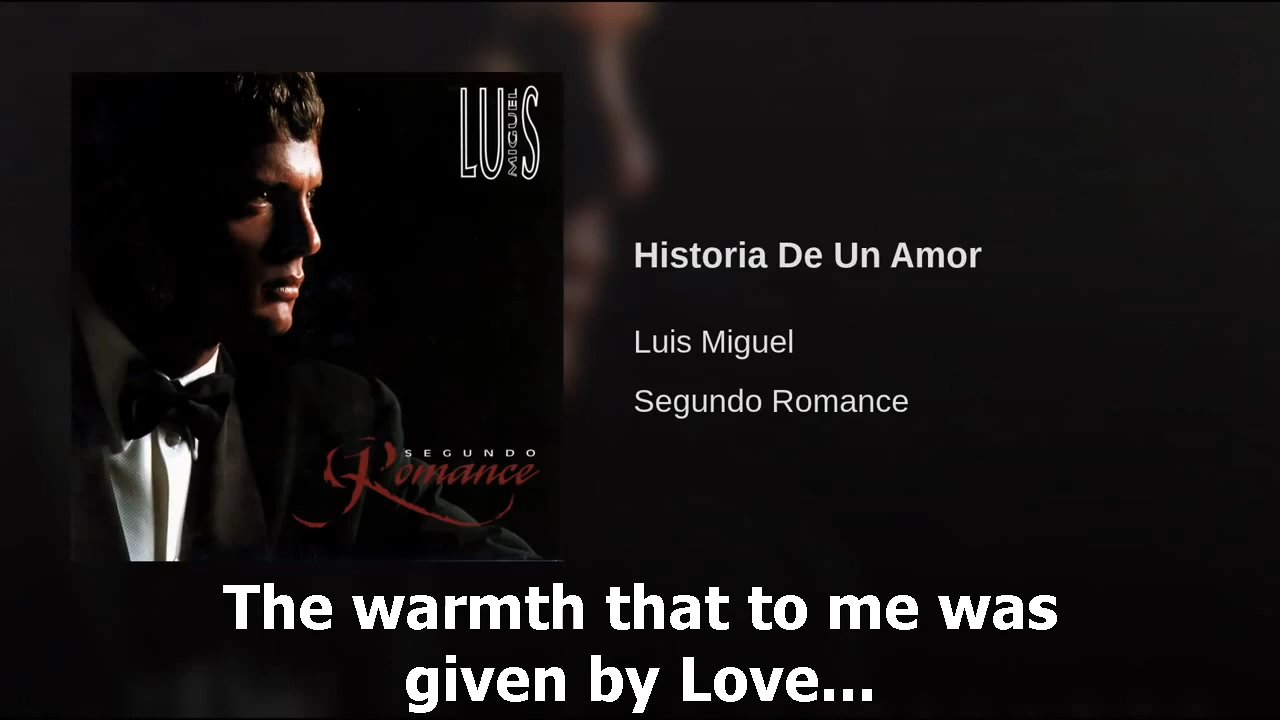 LUIS
MIGUEL
SEGUNDO
Romance
Historia De Un Amor
Luis Miguel
Segundo Romance
The warmth that to me was
given by Love...